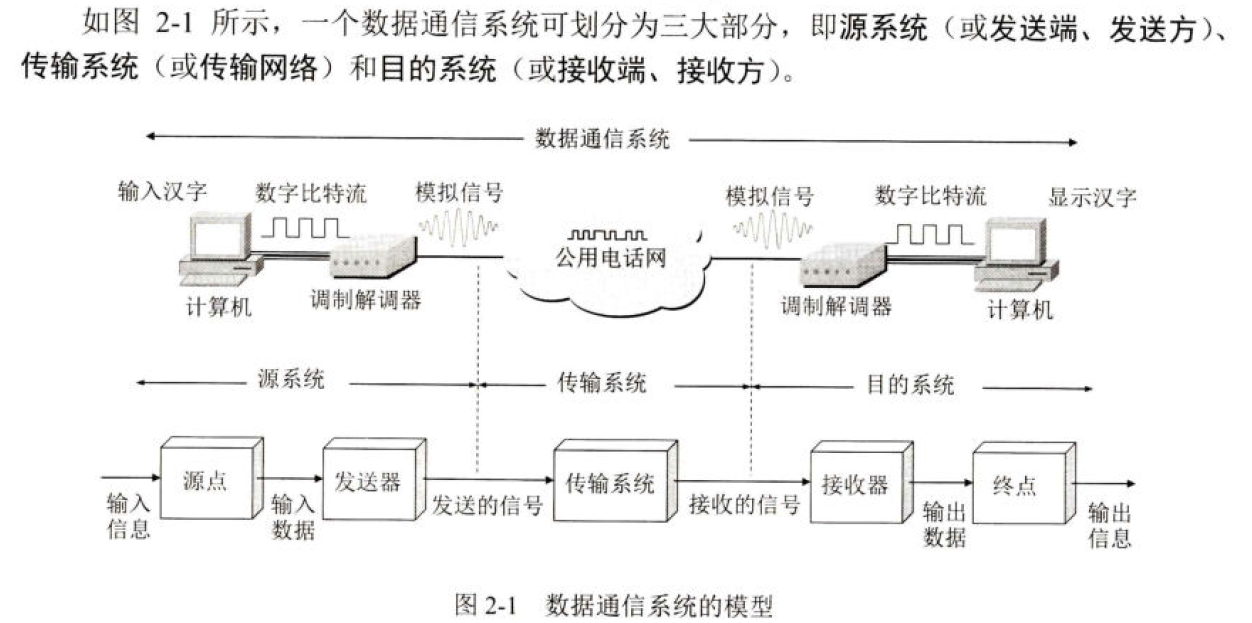 如图 2-1 所示，一个数据通信系统可划分为三大部分，即源系统（或发送端、发送方）、
传输系统（或传输网络）和目的系统（或接收端、接收方）。
数据通信系统
输入汉字
数字比特流
模拟信号
模拟信号
数字比特流
显示汉字
公用电话网
计算机
调制解调器
调制解调器
计算机
源系统
传输系统
目的系统
源点
发送器
传输系统
接收器
终点
输入
信息
输入
数据
发送的信号
接收的信号
输出
数据
输出
信息
图 2-1 数据通信系统的模型